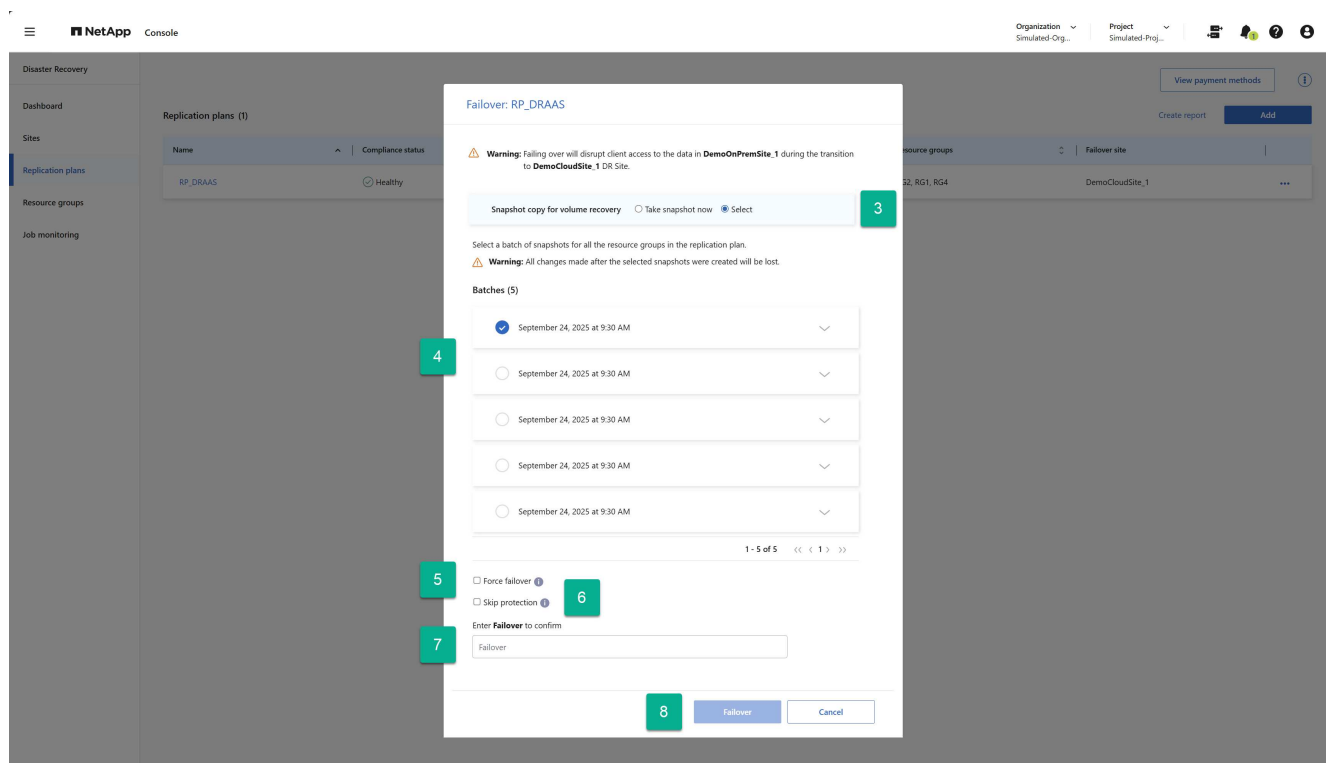 NetApp Console
Organization
Simulated-Org...
Project
Simulated-Proj...
1
Disaster Recovery
Dashboard
Sites
Replication plans
Resource groups
Job monitoring
View payment methods
Replication plans (1)
Create report
Add
Name
Compliance status
esource groups
Failover site
RP_DRAAS
Healthy
G2, RG1, RG4
DemoCloudSite_1
Failover: RP_DRAAS
Warning: Failing over will disrupt client access to the data in DemoOnPremSite_1 during the transition
to DemoCloudSite_1 DR Site.
Snapshot copy for volume recovery Take snapshot now Select
3
Select a batch of snapshots for all the resource groups in the replication plan.
Warning: All changes made after the selected snapshots were created will be lost.
Batches (5)
September 24, 2025 at 9:30 AM
4
September 24, 2025 at 9:30 AM
September 24, 2025 at 9:30 AM
September 24, 2025 at 9:30 AM
September 24, 2025 at 9:30 AM
1 - 5 of 5 << < 1 > >>
5
Force failover
6
Skip protection
Enter Failover to confirm
7
Failover
8
Failover
Cancel